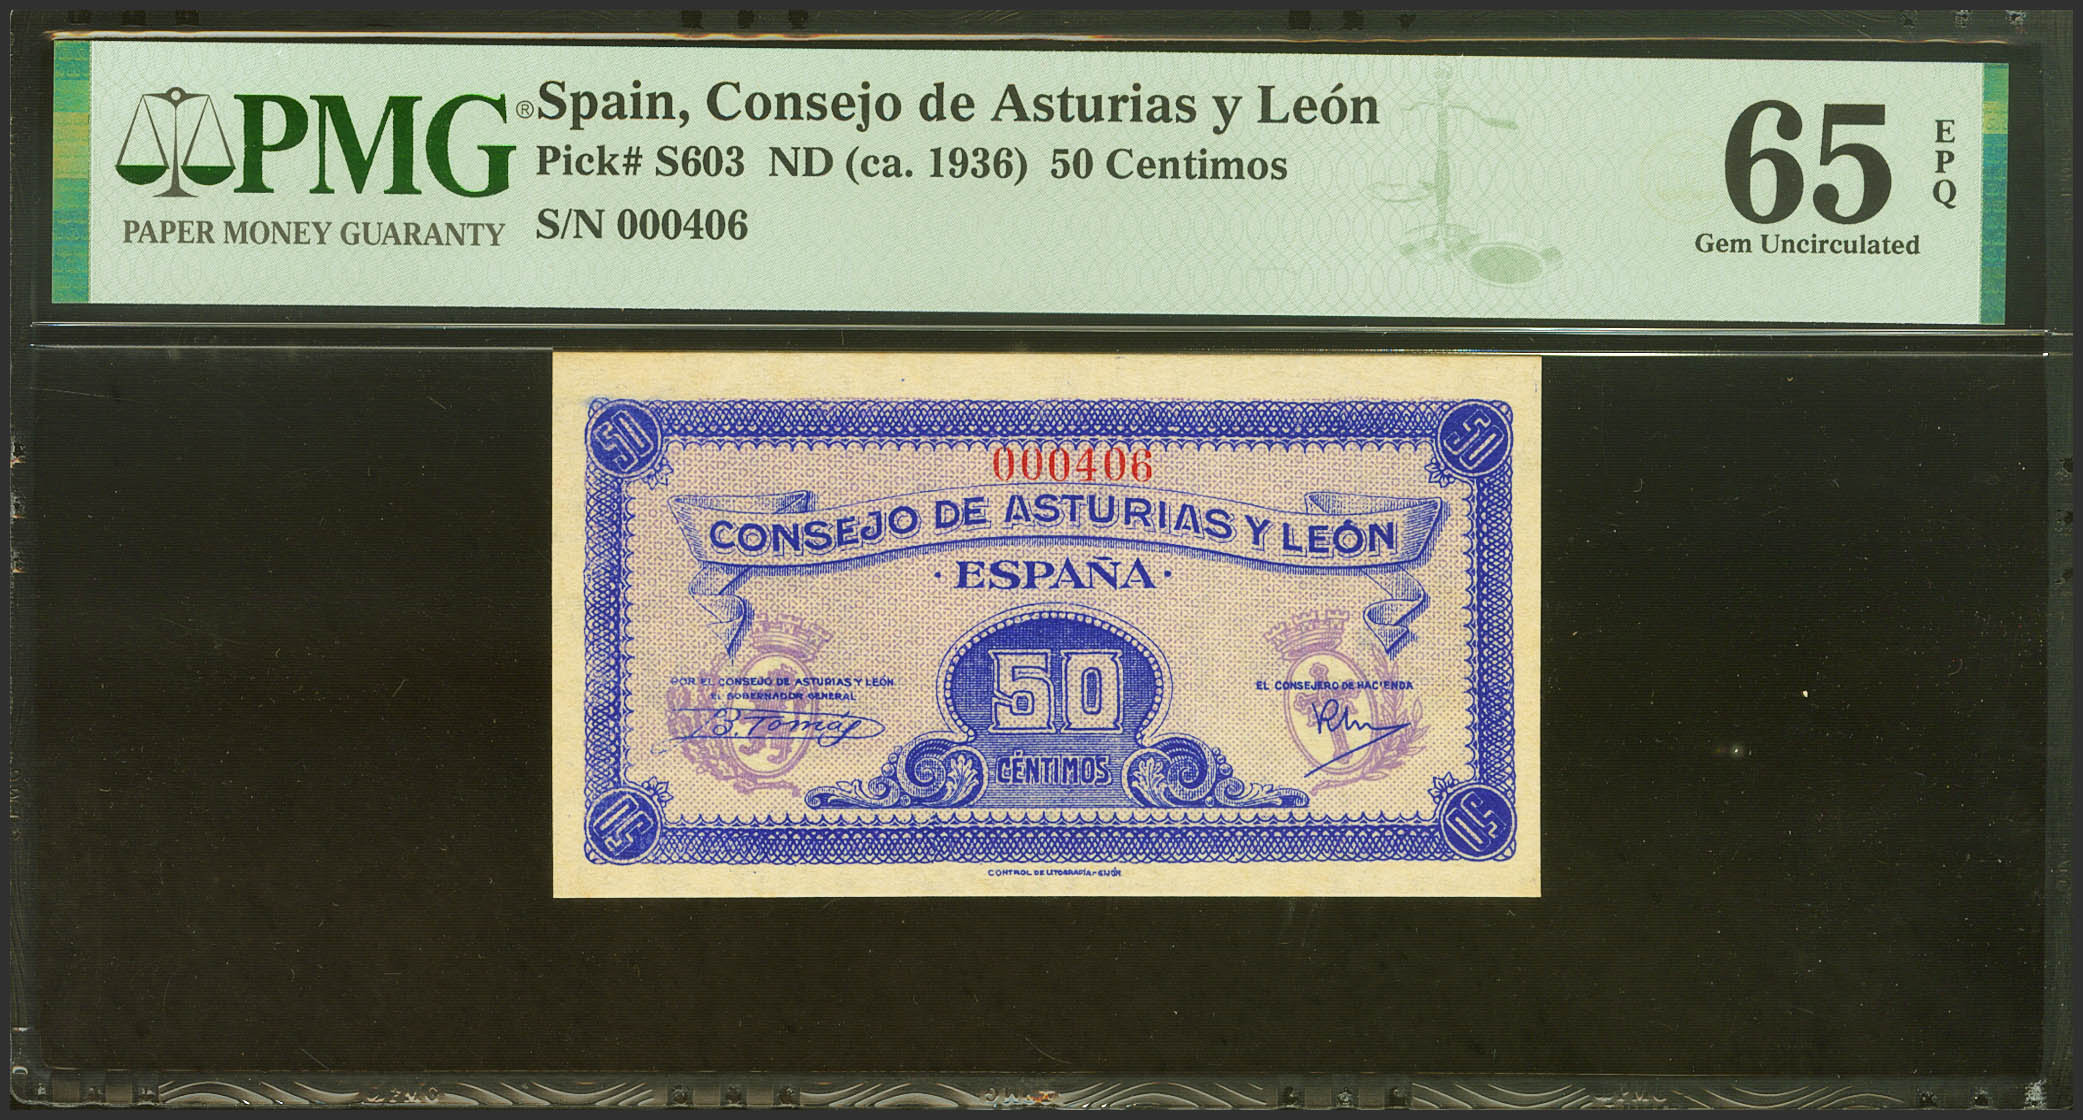 PMG®
PAPER MONEY GUARANTY
Spain, Consejo de Asturias y León
Pick# S603 ND (ca. 1936) 50 Centimos
S/N 000406
65
EPQ
Gem Uncirculated
50
50
000406
CONSEJO DE ASTURIAS Y LEÓN
· ESPAÑA ·
50
CÉNTIMOS
POR EL CONSEJO DE ASTURIAS Y LEÓN
EL GOBERNADOR GENERAL
B. Tomás
EL CONSEJERO DE HACIENDA
50
50
CONTROL DE LITOGRAFÍA-GIJÓN